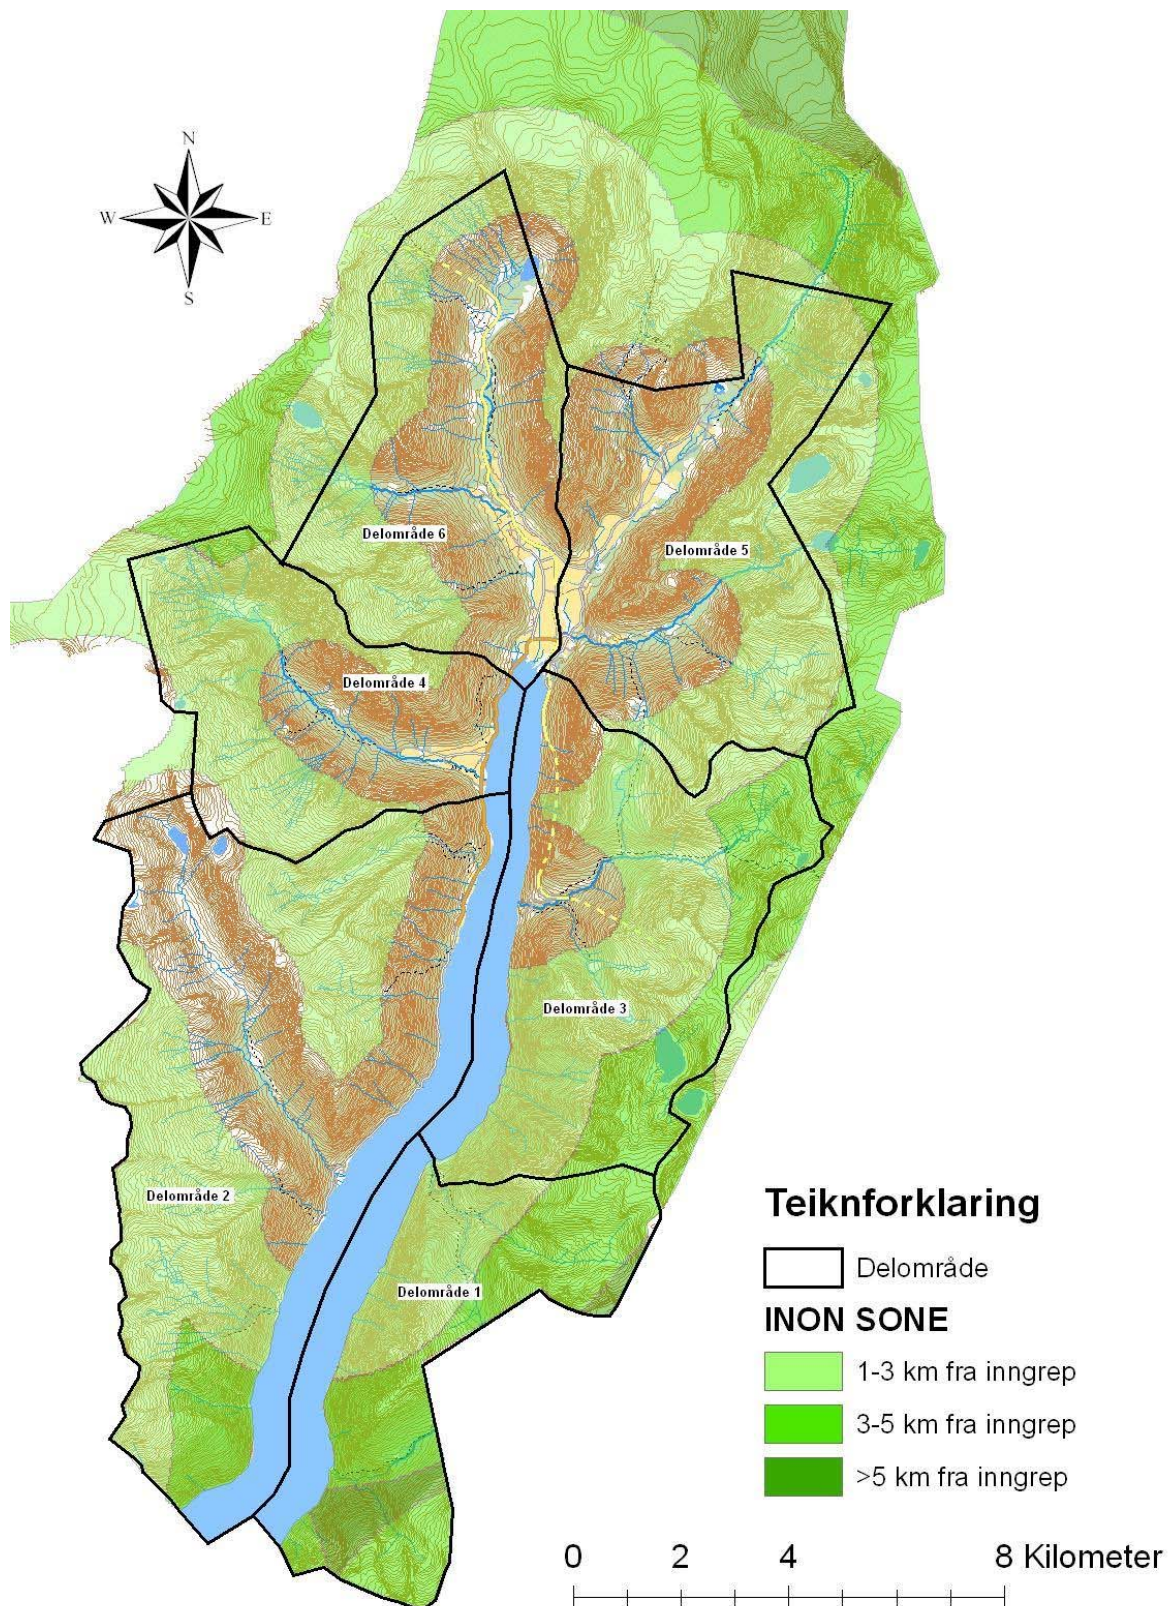 N
W
E
S
Delområde 6
Delområde 5
Delområde 4
Delområde 3
Delområde 2
Delområde 1
Teiknforklaring
Delområde
INON SONE
1-3 km fra inngrep
3-5 km fra inngrep
>5 km fra inngrep
0 2 4 8 Kilometer